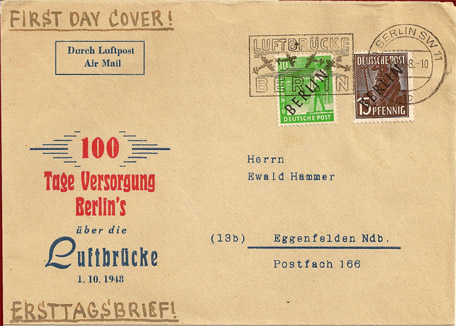 FIRST DAY COVER!
Durch Luftpost
Air Mail
LUFTBRÜCKE
BERLIN
BERLIN SW 11
10
BERLIN
DEUTSCHE POST
DEUTSCHE POST
BERLIN
15 PFENNIG
100
Tage Versorgung
Berlin's
über die
Luftbrücke
1. 10. 1948
Herrn
Ewald Hammer
(13b) Eggenfelden Ndb.
Postfach 166
ERSTTAGSBRIEF!